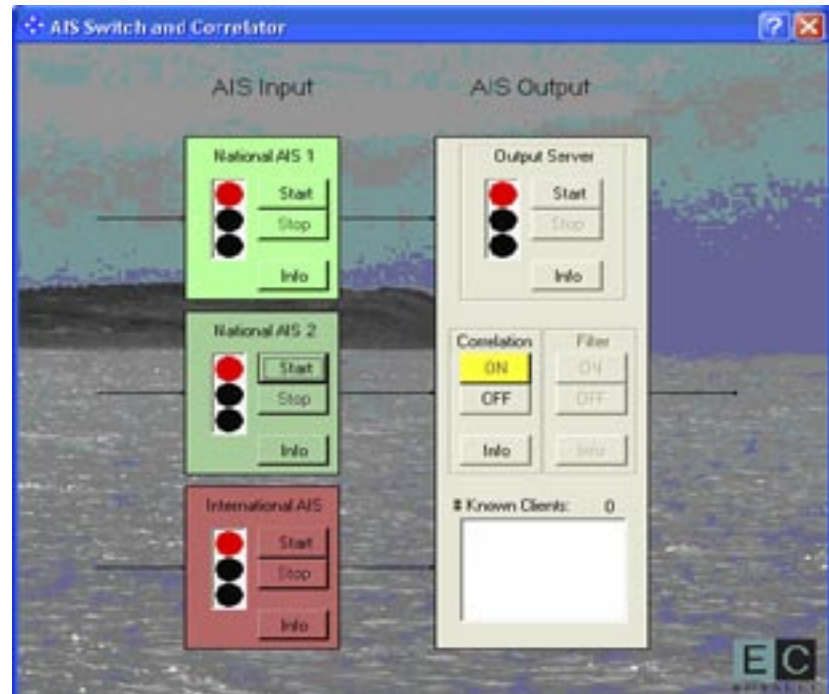 AIS Switch and Correlator
AIS Input
AIS Output
National AIS 1
Start
Stop
Info
National AIS 2
Start
Stop
Info
International AIS
Start
Stop
Info
Output Server
Start
Stop
Info
Correlation
ON
OFF
Info
Filter
ON
OFF
Info
# Known Clients: 0
EC